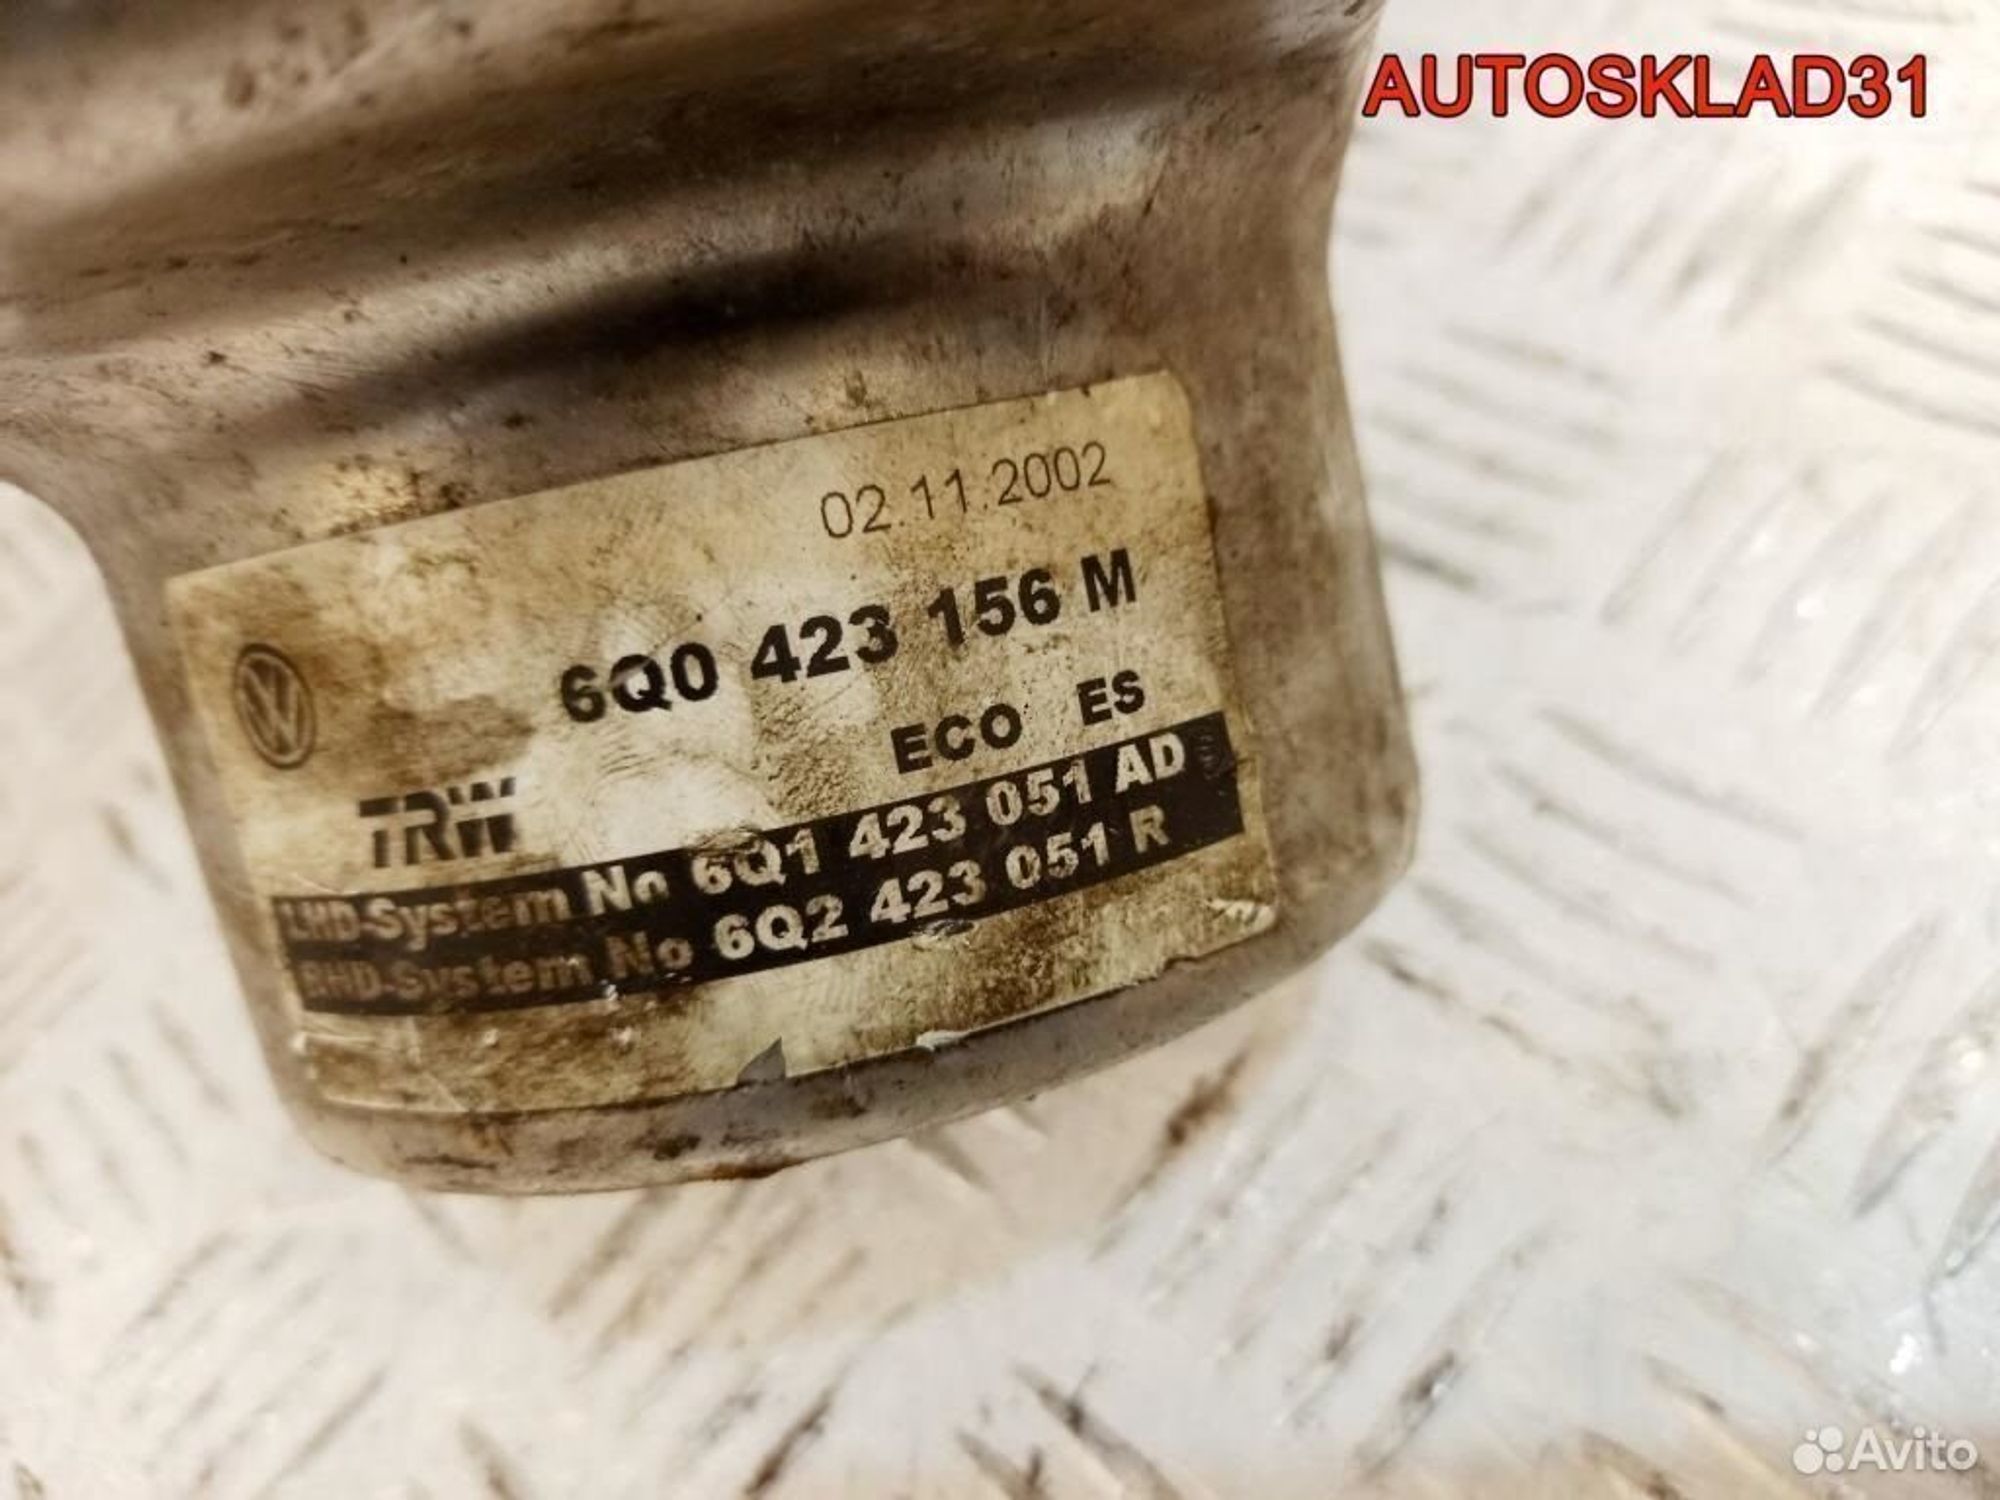 AUTOSKLAD31
02.11.2002
6Q0 423 156 M
ECO ES
TRW
LHD-System No 6Q1 423 051 AD
RHD-System No 6Q2 423 051 R
Avito